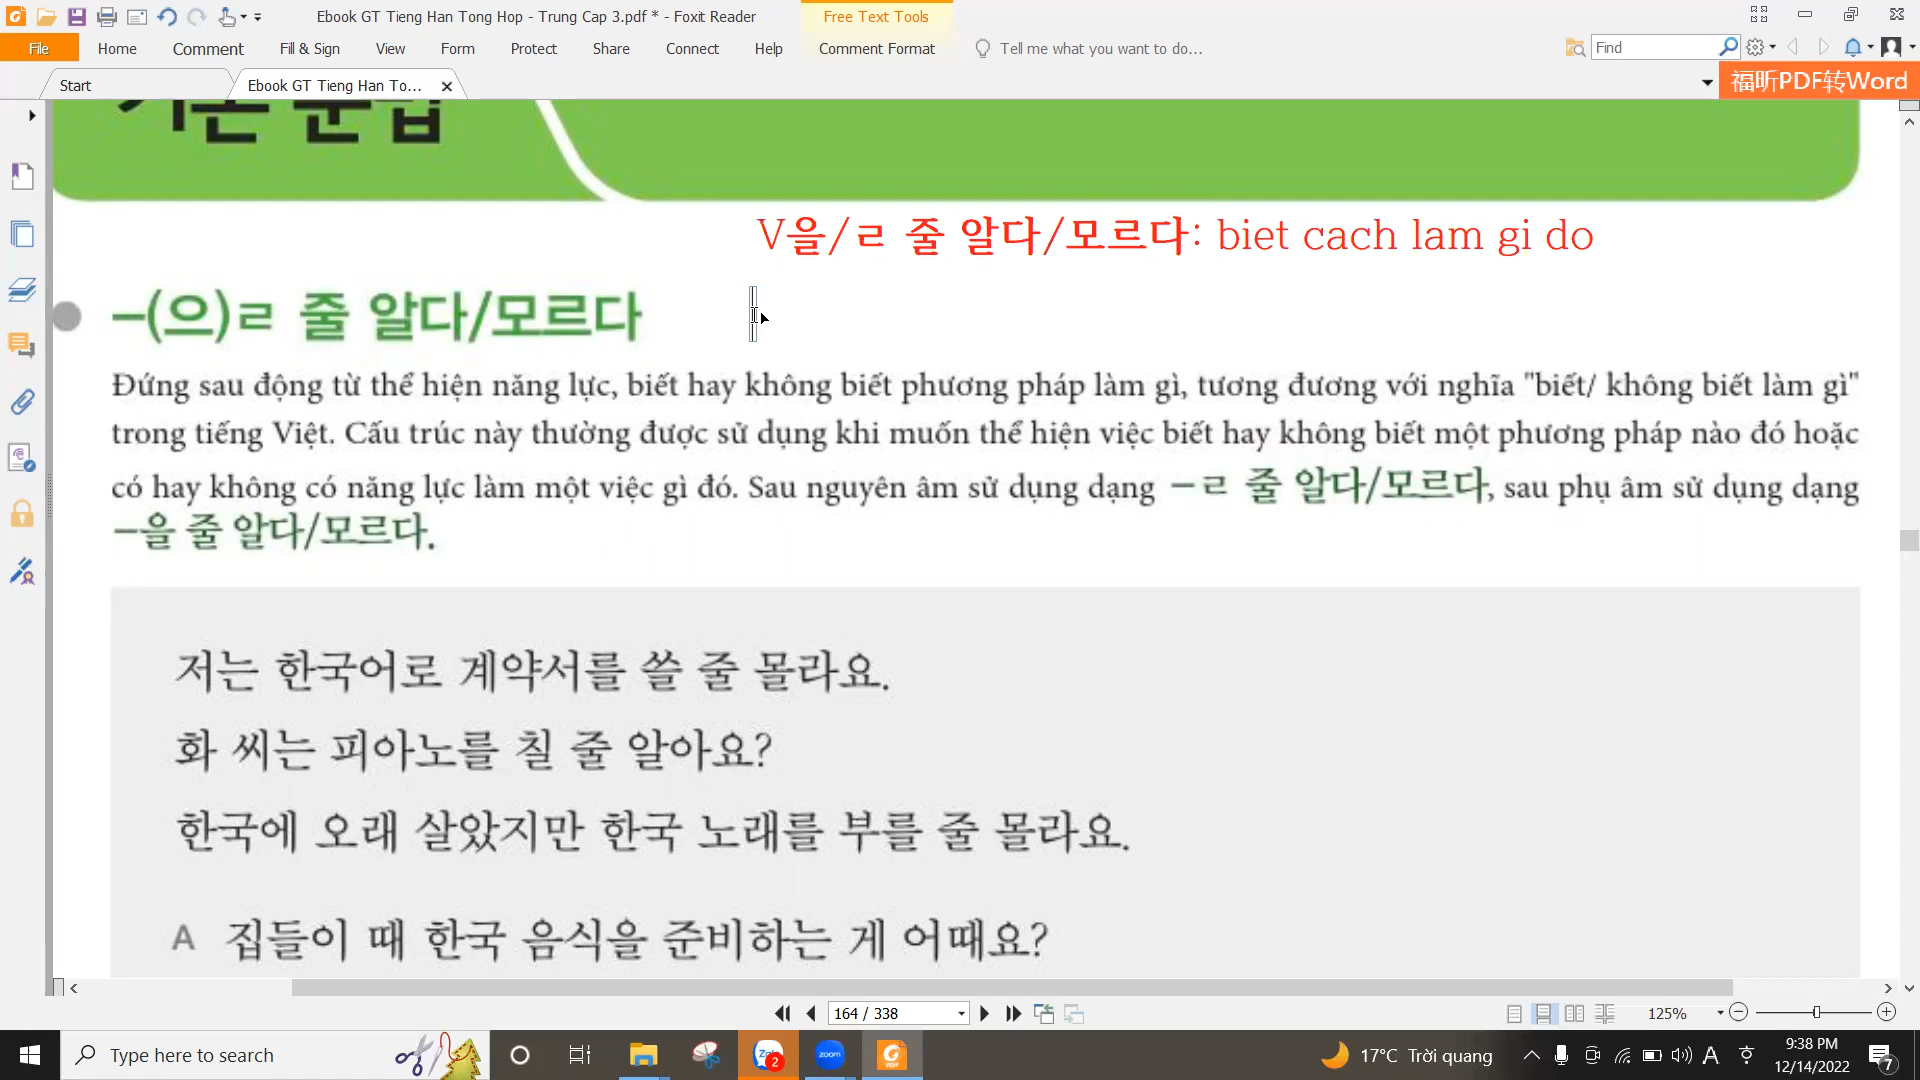 Ebook GT Tieng Han Tong Hop - Trung Cap 3.pdf * - Foxit Reader
Free Text Tools
File Home Comment Fill & Sign View Form Protect Share Connect Help Comment Format Tell me what you want to do... Find
Start Ebook GT Tieng Han To... 福昕PDF转Word
기본 문법
V을/ㄹ 줄 알다/모르다: biet cach lam gi do
–(으)ㄹ 줄 알다/모르다
Đứng sau động từ thể hiện năng lực, biết hay không biết phương pháp làm gì, tương đương với nghĩa "biết/ không biết làm gì"
trong tiếng Việt. Cấu trúc này thường được sử dụng khi muốn thể hiện việc biết hay không biết một phương pháp nào đó hoặc
có hay không có năng lực làm một việc gì đó. Sau nguyên âm sử dụng dạng –ㄹ 줄 알다/모르다, sau phụ âm sử dụng dạng
–을 줄 알다/모르다.
저는 한국어로 계약서를 쓸 줄 몰라요.
화 씨는 피아노를 칠 줄 알아요?
한국에 오래 살았지만 한국 노래를 부를 줄 몰라요.
A 집들이 때 한국 음식을 준비하는 게 어때요?
164 / 338
125%
Type here to search
2
zoom
17°C Trời quang
A
9:38 PM
12/14/2022
7